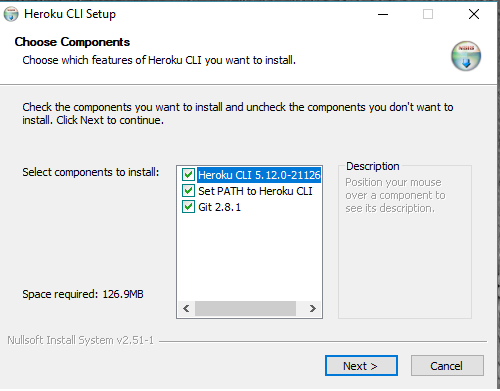 Heroku CLI Setup
Choose Components
Choose which features of Heroku CLI you want to install.
Check the components you want to install and uncheck the components you don't want to
install. Click Next to continue.
Select components to install:
Heroku CLI 5.12.0-21126
Set PATH to Heroku CLI
Git 2.8.1
Description
Position your mouse
over a component to
see its description.
Space required: 126.9MB
Nullsoft Install System v2.51-1
Next >
Cancel